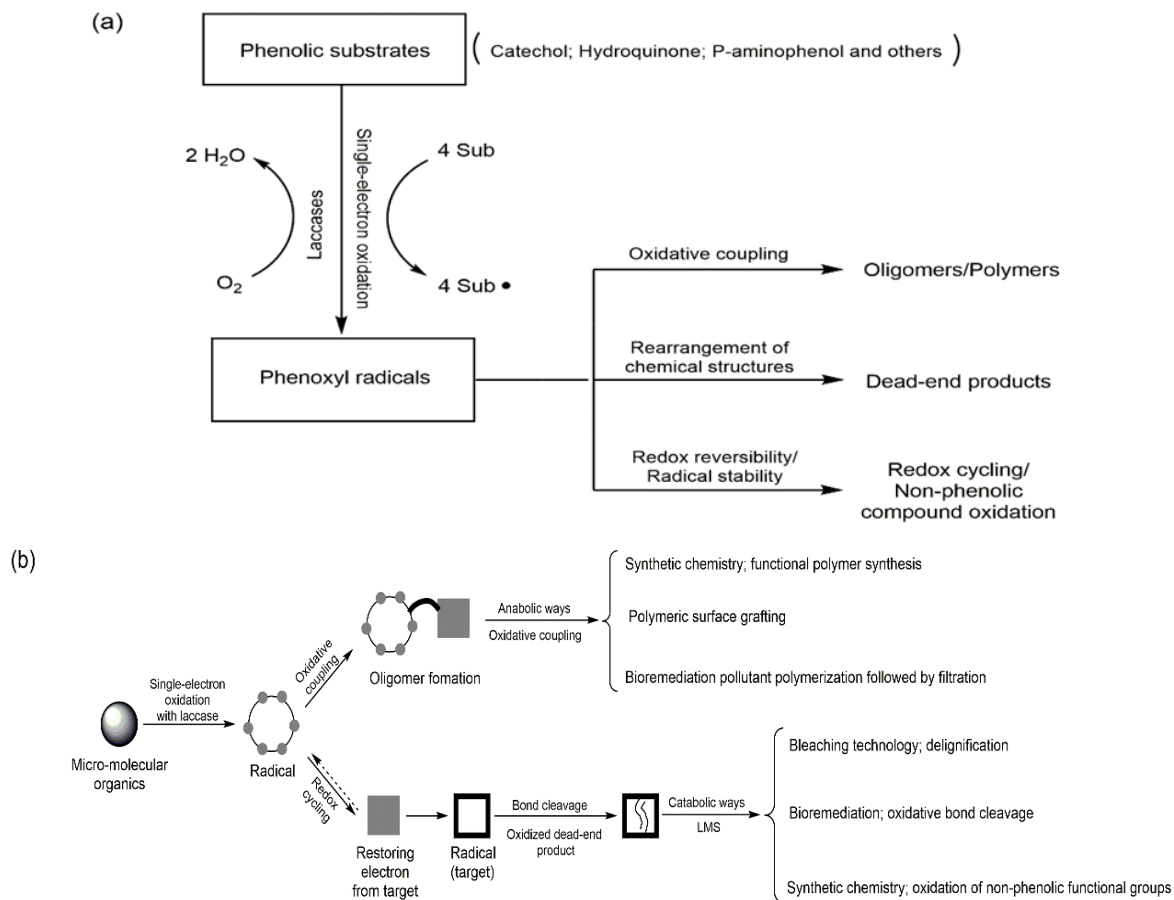 (a)
Phenolic substrates
( Catechol; Hydroquinone; P-aminophenol and others )
2 H2O
O2
Laccases
Single-electron oxidation
4 Sub
4 Sub •
Phenoxyl radicals
Oxidative coupling
Oligomers/Polymers
Rearrangement of
chemical structures
Dead-end products
Redox reversibility/
Radical stability
Redox cycling/
Non-phenolic
compound oxidation
(b)
Micro-molecular
organics
Single-electron
oxidation
with laccase
Radical
Oxidative
coupling
Oligomer fomation
Anabolic ways
Oxidative coupling
Synthetic chemistry; functional polymer synthesis
Polymeric surface grafting
Bioremediation pollutant polymerization followed by filtration
Redox
cycling
Restoring
electron
from target
Radical
(target)
Bond cleavage
Oxidized dead-end
product
Catabolic ways
LMS
Bleaching technology; delignification
Bioremediation; oxidative bond cleavage
Synthetic chemistry; oxidation of non-phenolic functional groups